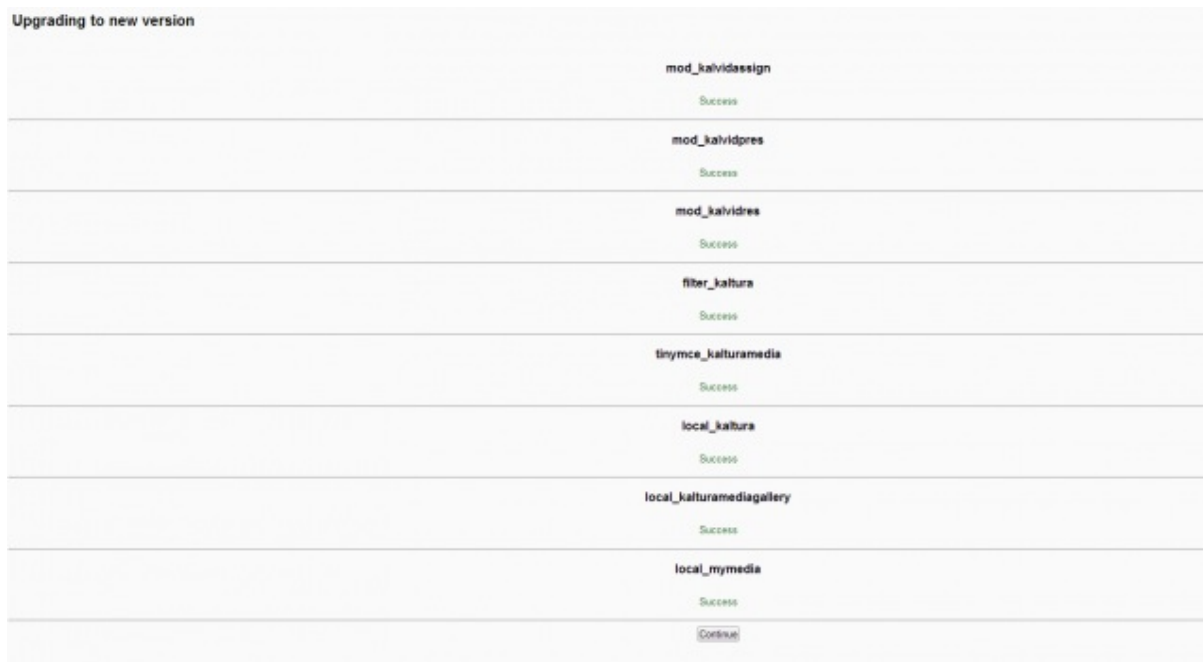 Upgrading to new version
mod_kalvidassign
Success
mod_kalvidpres
Success
mod_kalvidres
Success
filter_kaltura
Success
tinymce_kalturamedia
Success
local_kaltura
Success
local_kalturamediagallery
Success
local_mymedia
Success
Continue